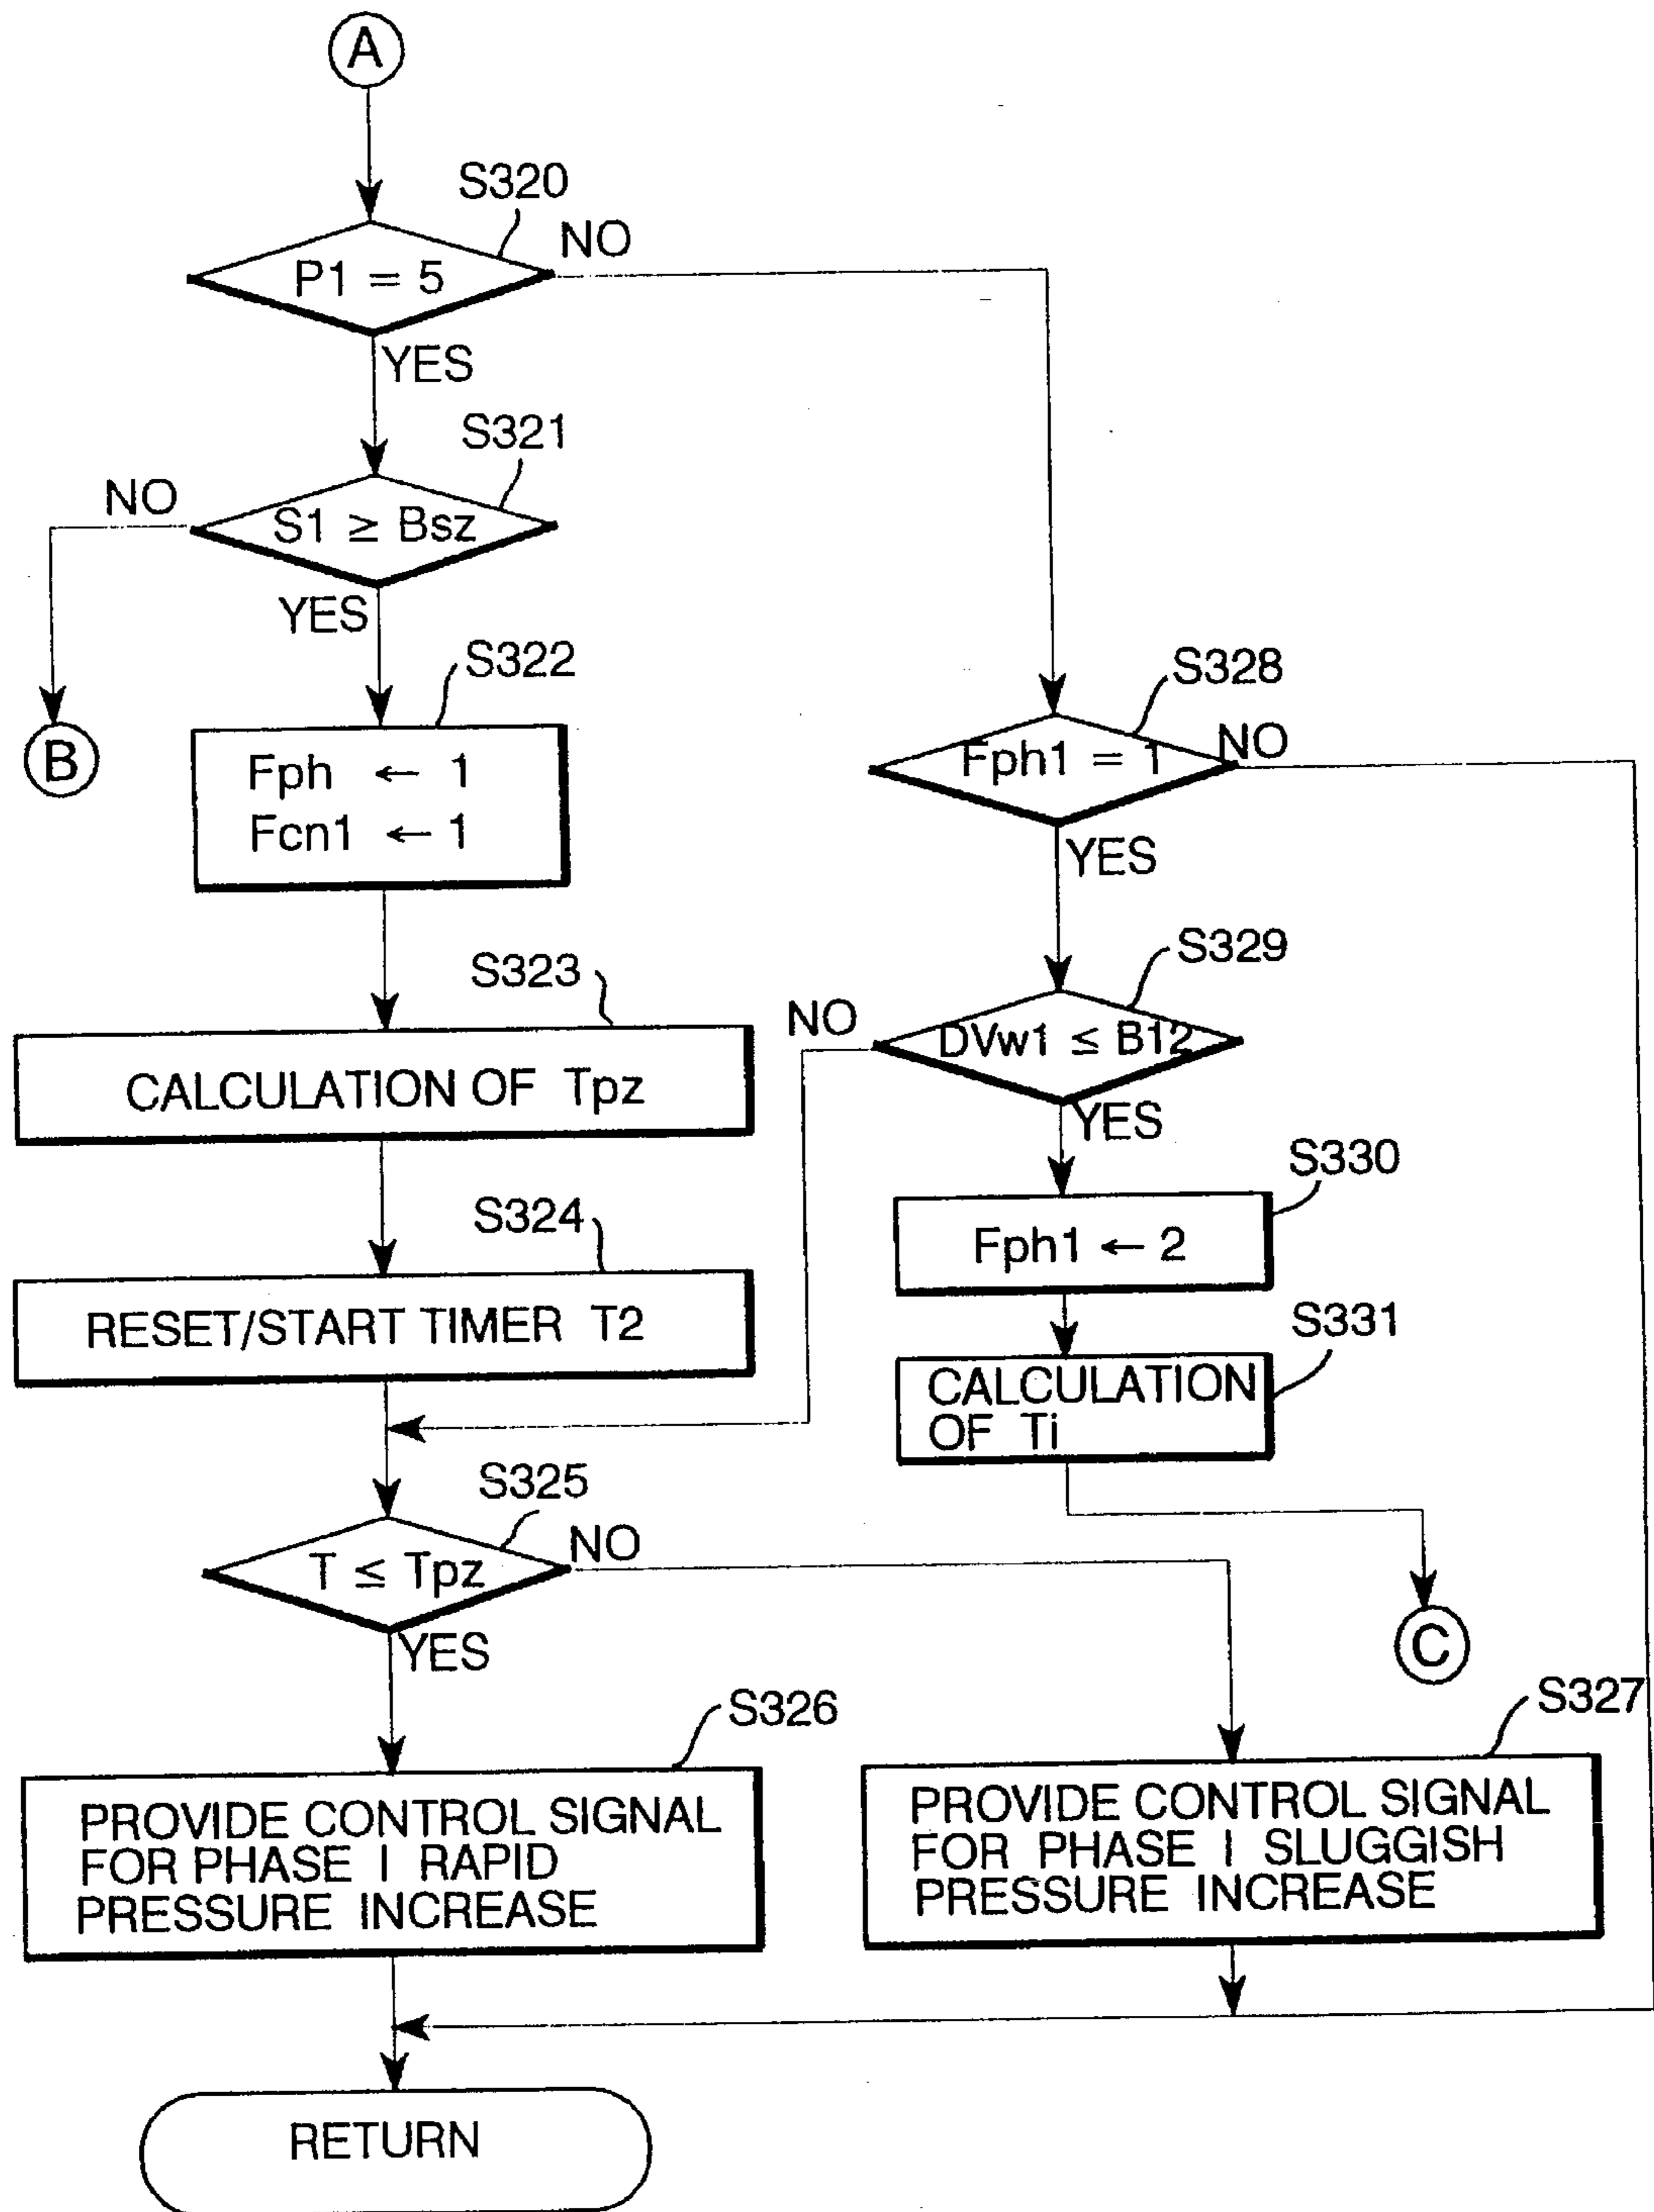 A
S320
P1 = 5
NO
YES
S321
NO
S1 ≥ Bsz
YES
B
S322
Fph ← 1
Fcn1 ← 1
S323
CALCULATION OF Tpz
S324
RESET/START TIMER T2
S325
T ≤ Tpz
NO
YES
S326
PROVIDE CONTROL SIGNAL
FOR PHASE I RAPID
PRESSURE INCREASE
S328
Fph1 = 1
NO
YES
S329
NO
DVw1 ≤ B12
YES
S330
Fph1 ← 2
S331
CALCULATION
OF Ti
C
S327
PROVIDE CONTROL SIGNAL
FOR PHASE I SLUGGISH
PRESSURE INCREASE
RETURN